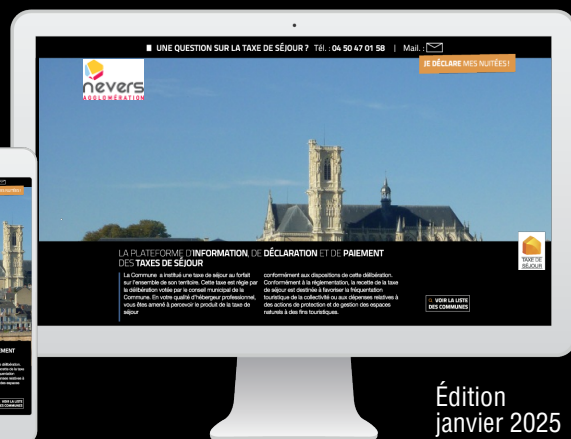 UNE QUESTION SUR LA TAXE DE SÉJOUR ? Tél. : 04 50 47 01 58 | Mail. :
JE DÉCLARE MES NUITÉES !
nevers
AGGLOMÉRATION
LA PLATEFORME D'INFORMATION, DE DÉCLARATION ET DE PAIEMENT
DES TAXES DE SÉJOUR
La Commune a institué une taxe de séjour au forfait
sur l'ensemble de son territoire. Cette taxe est régie par
la délibération votée par le conseil municipal de la
Commune. En votre qualité d'hébergeur professionnel,
vous êtes amené à percevoir le produit de la taxe de
séjour
conformément aux dispositions de cette délibération.
Conformément à la réglementation, la recette de la taxe
de séjour est destinée à favoriser la fréquentation
touristique de la collectivité ou aux dépenses relatives à
des actions de protection et de gestion des espaces
naturels à des fins touristiques.
TAXE DE
SÉJOUR
VOIR LA LISTE
DES COMMUNES
Édition
janvier 2025